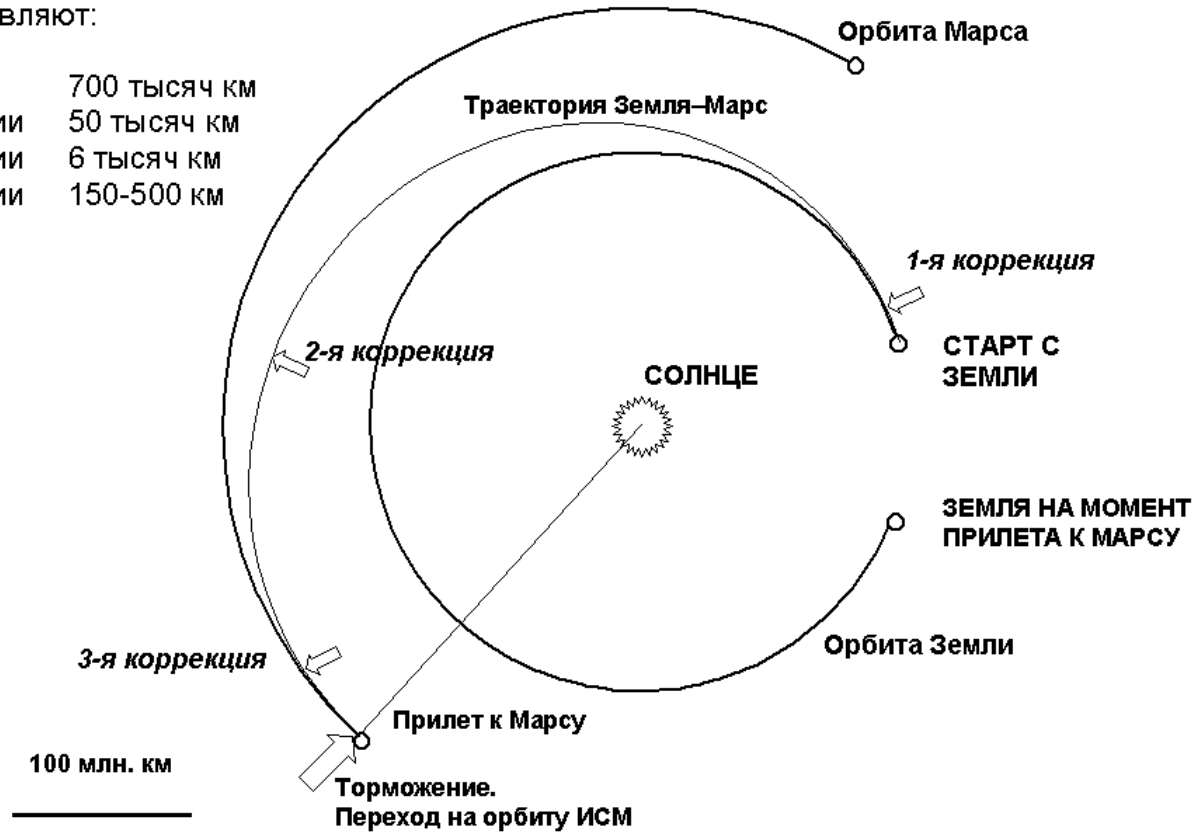 вляют:
700 тысяч км
ии 50 тысяч км
ии 6 тысяч км
ии 150-500 км
Орбита Марса
Траектория Земля–Марс
1-я коррекция
2-я коррекция
СТАРТ С
ЗЕМЛИ
СОЛНЦЕ
ЗЕМЛЯ НА МОМЕНТ
ПРИЛЕТА К МАРСУ
Орбита Земли
3-я коррекция
Прилет к Марсу
100 млн. км
Торможение.
Переход на орбиту ИСМ